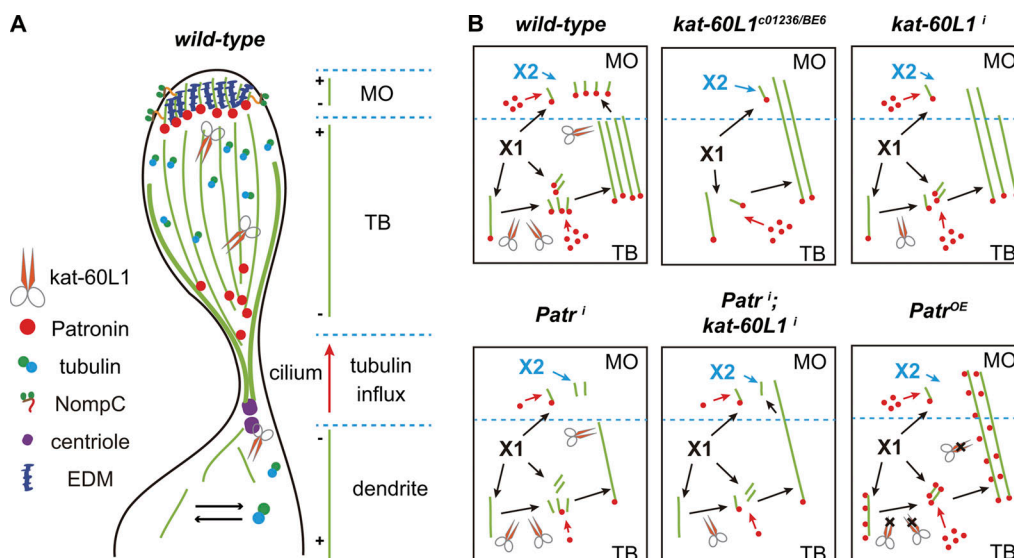 A
wild-type
+
-
MO
+
TB
-
cilium
tubulin
influx
-
dendrite
+
kat-60L1
Patronin
tubulin
NompC
centriole
EDM
B
wild-type
MO
X2
X1
TB
kat-60L1c01236/BE6
MO
X2
X1
TB
kat-60L1 i
MO
X2
X1
TB
Patr i
MO
X2
X1
TB
Patr i;
kat-60L1 i
MO
X2
X1
TB
PatrOE
MO
X2
X1
TB